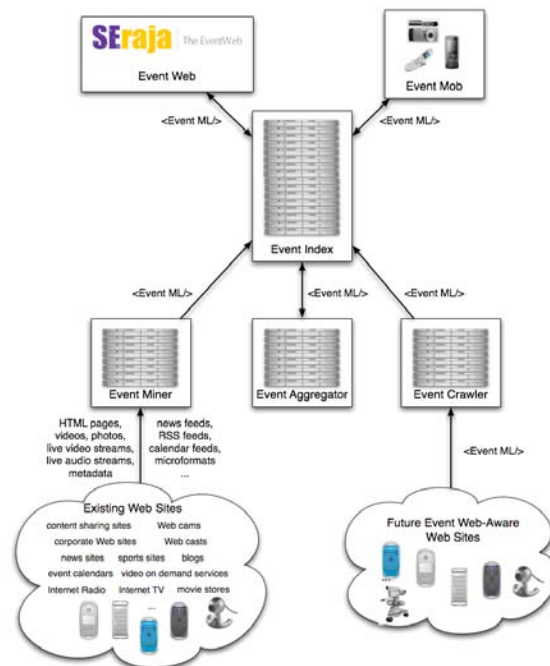 SEraja | The EventWeb
Event Web
Event Mob
<Event ML/>
<Event ML/>
Event Index
<Event ML/>
<Event ML/>
<Event ML/>
Event Miner
Event Aggregator
Event Crawler
HTML pages,
videos, photos,
live video streams,
live audio streams,
metadata
news feeds,
RSS feeds,
calendar feeds,
microformats
...
<Event ML/>
Existing Web Sites
content sharing sites Web cams
corporate Web sites Web casts
news sites sports sites blogs
event calendars video on demand services
Internet Radio Internet TV movie stores
Future Event Web-Aware
Web Sites